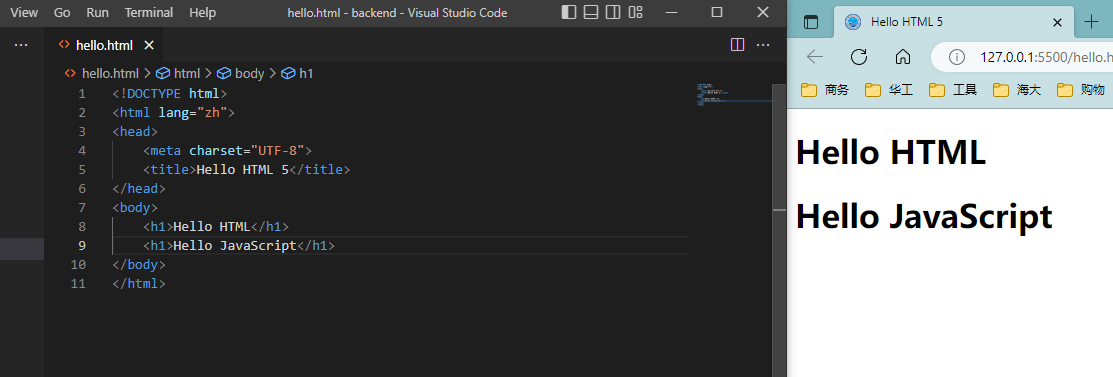 View Go Run Terminal Help hello.html - backend - Visual Studio Code
hello.html
hello.html > html > body > h1
1 <!DOCTYPE html>
2 <html lang="zh">
3 <head>
4 <meta charset="UTF-8">
5 <title>Hello HTML 5</title>
6 </head>
7 <body>
8 <h1>Hello HTML</h1>
9 <h1>Hello JavaScript</h1>
10 </body>
11 </html>
Hello HTML 5
127.0.0.1:5500/hello.h
商务 华工 工具 海大 购物
Hello HTML
Hello JavaScript